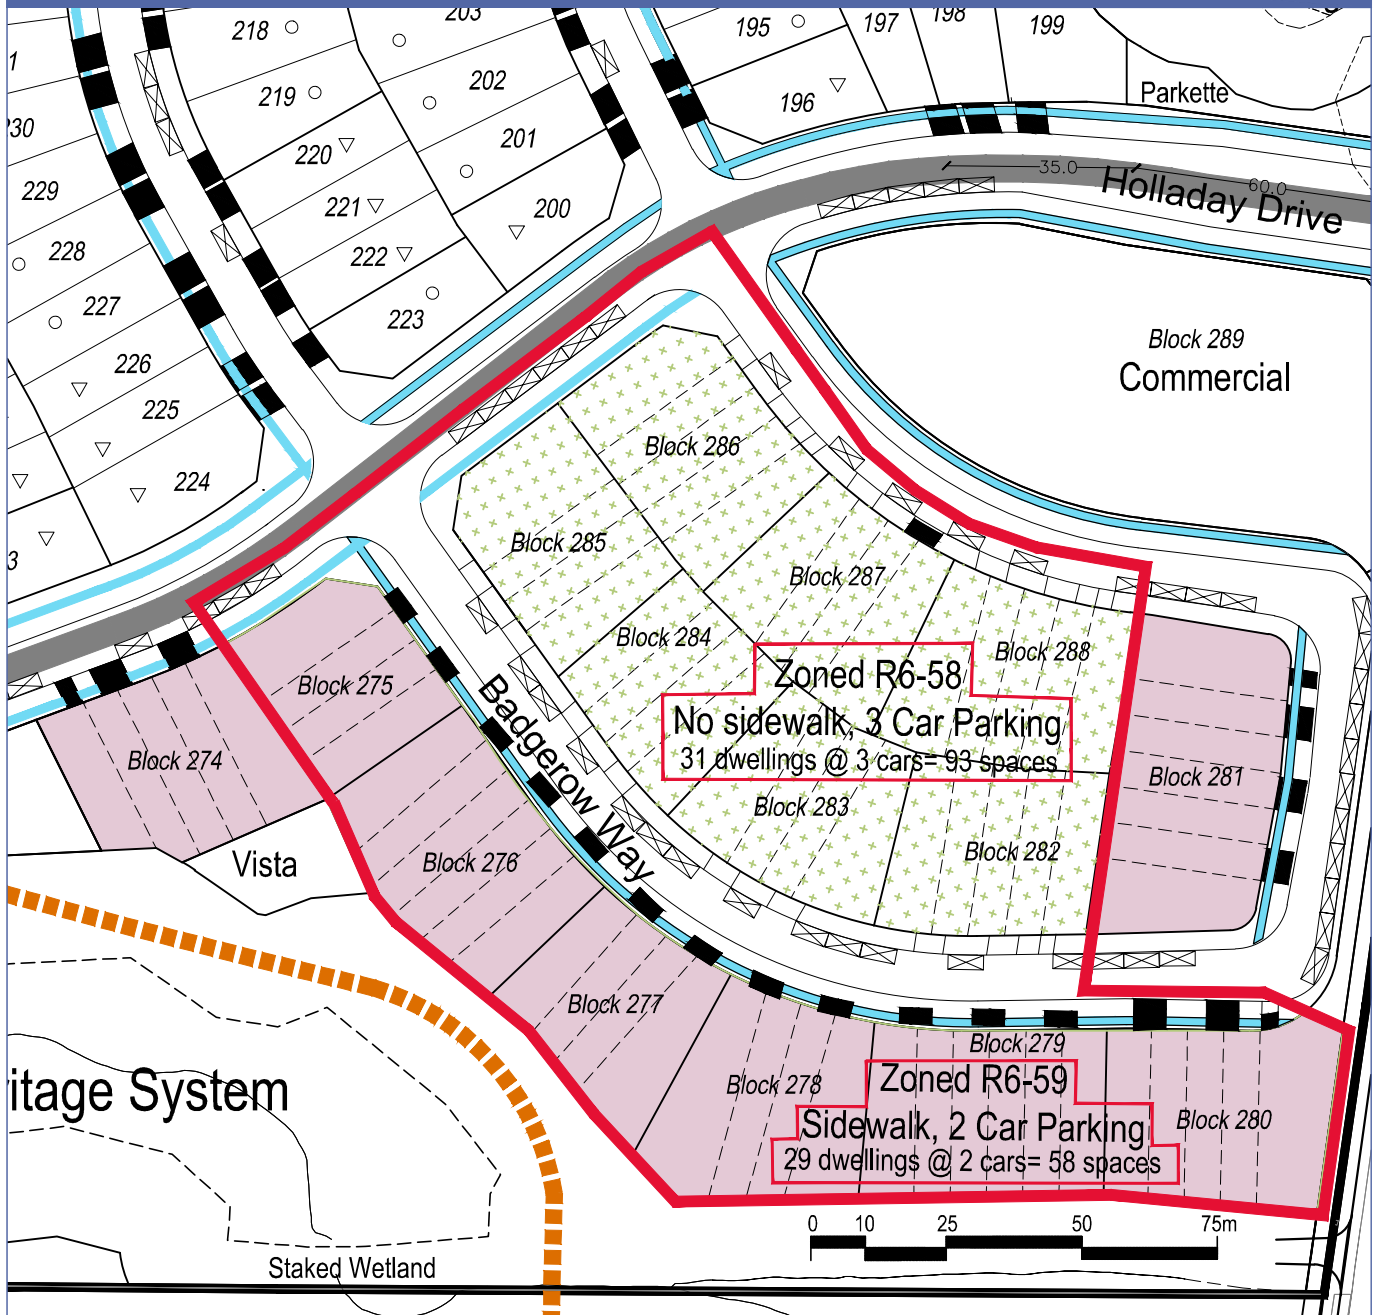 203
218
195
197
198
199
202
219
196
Parkette
201
220
35.0
60.0
Holladay Drive
229
221
200
228
222
227
223
226
225
224
Block 289
Commercial
Block 286
Block 285
Block 287
Block 284
Block 288
Zoned R6-58
No sidewalk, 3 Car Parking
31 dwellings @ 3 cars= 93 spaces
Block 275
Badgerow Way
Block 274
Block 281
Block 283
Block 282
Vista
Block 276
Block 277
Block 279
Block 278
Zoned R6-59
Block 280
Sidewalk, 2 Car Parking
29 dwellings @ 2 cars= 58 spaces
itage System
0 10 25 50 75m
Staked Wetland